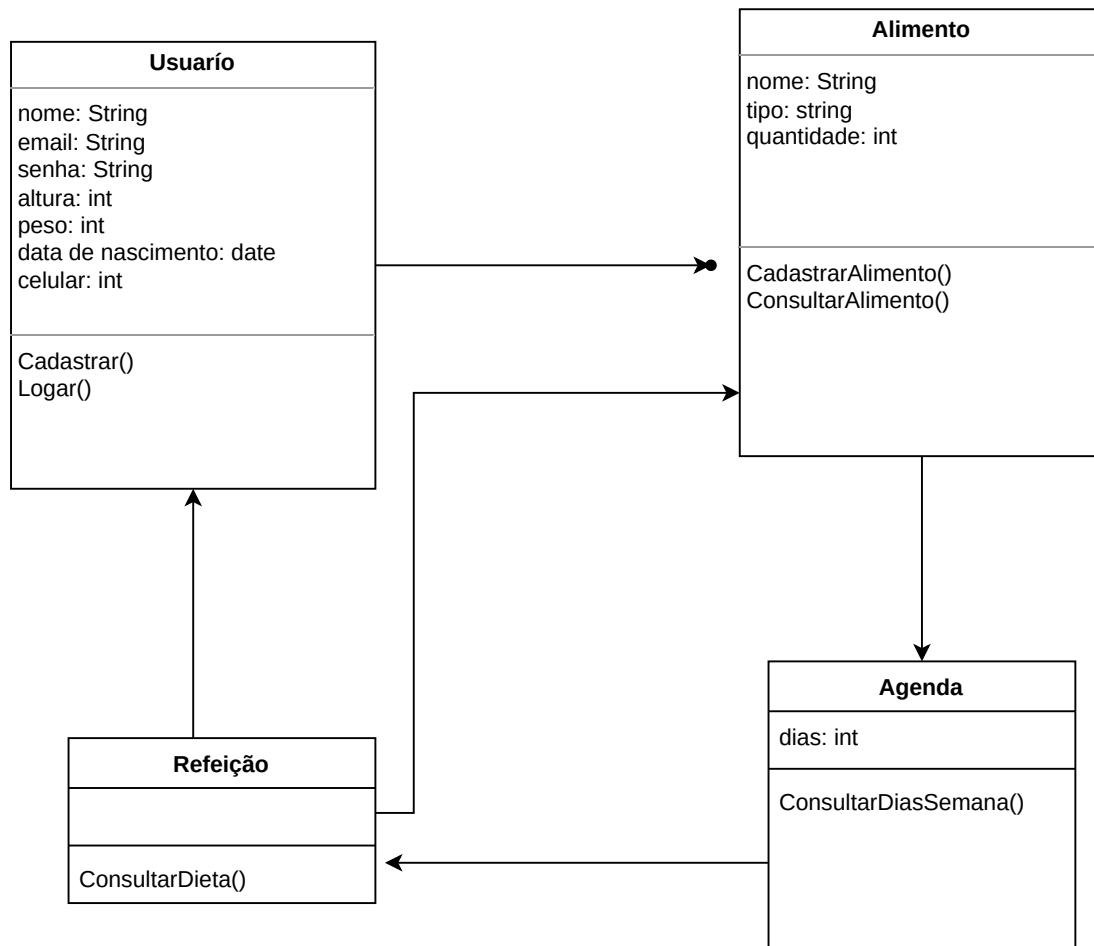 Usuarío
nome: String
email: String
senha: String
altura: int
peso: int
data de nascimento: date
celular: int
Cadastrar()
Logar()
Alimento
nome: String
tipo: string
quantidade: int
CadastrarAlimento()
ConsultarAlimento()
Refeição
ConsultarDieta()
Agenda
dias: int
ConsultarDiasSemana()